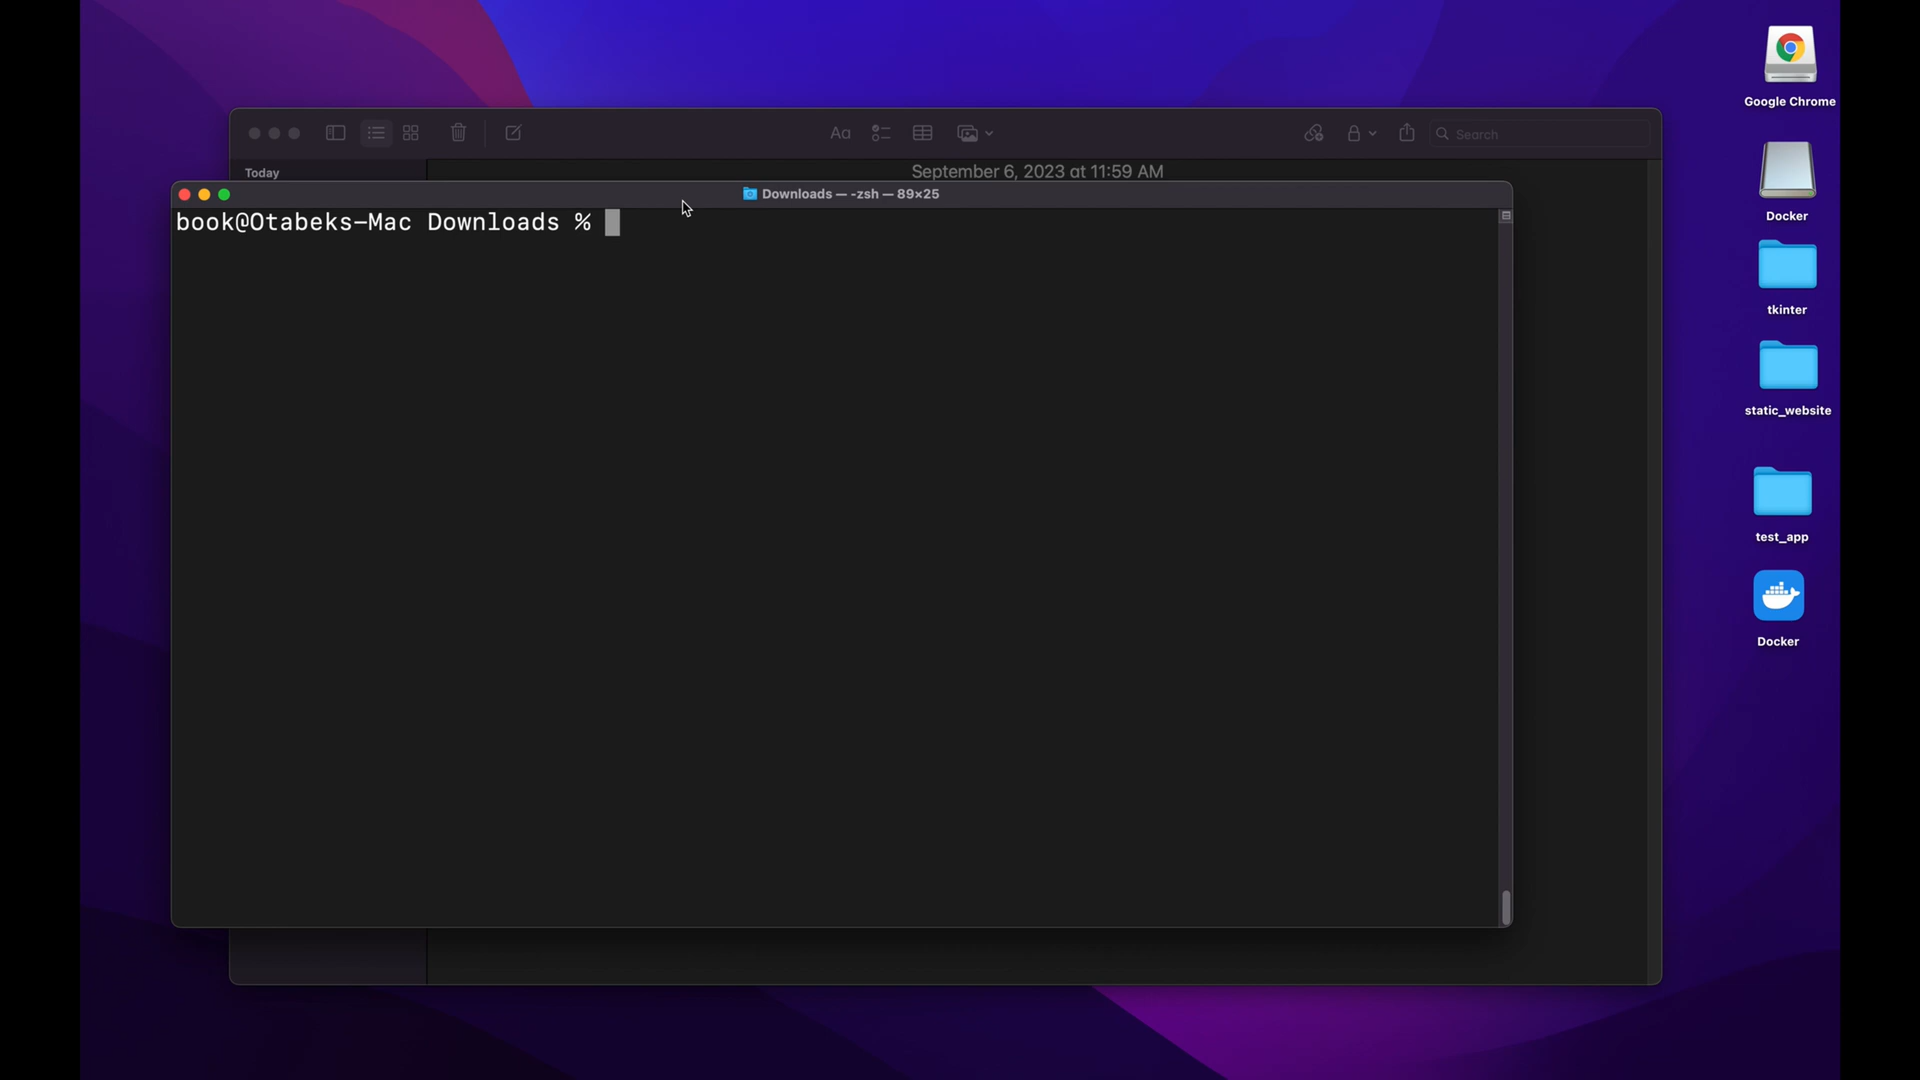 Google Chrome
Aa
Search
Docker
Today
September 6, 2023 at 11:59 AM
Downloads — -zsh — 89×25
book@Otabeks-Mac Downloads %
tkinter
static_website
test_app
Docker